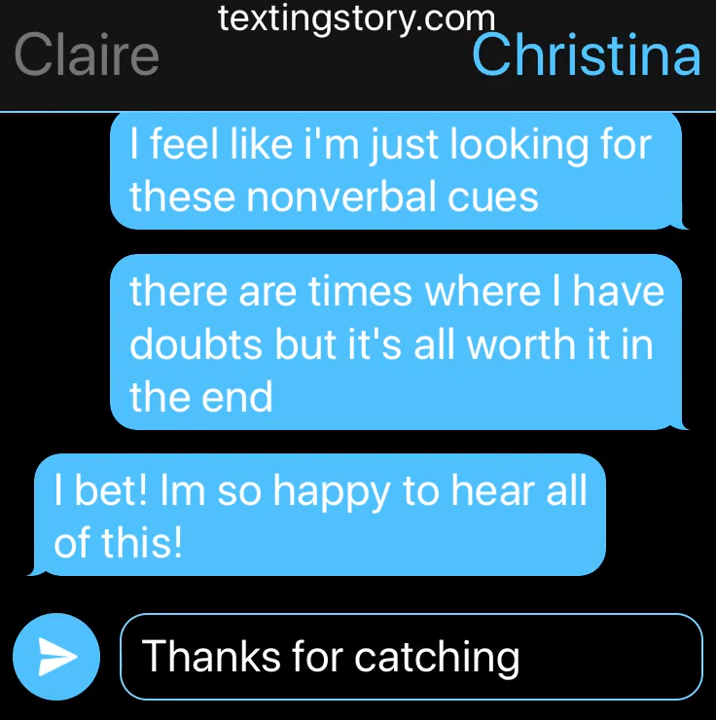 textingstory.com
Claire
Christina
I feel like i'm just looking for
these nonverbal cues
there are times where I have
doubts but it's all worth it in
the end
I bet! Im so happy to hear all
of this!
Thanks for catching